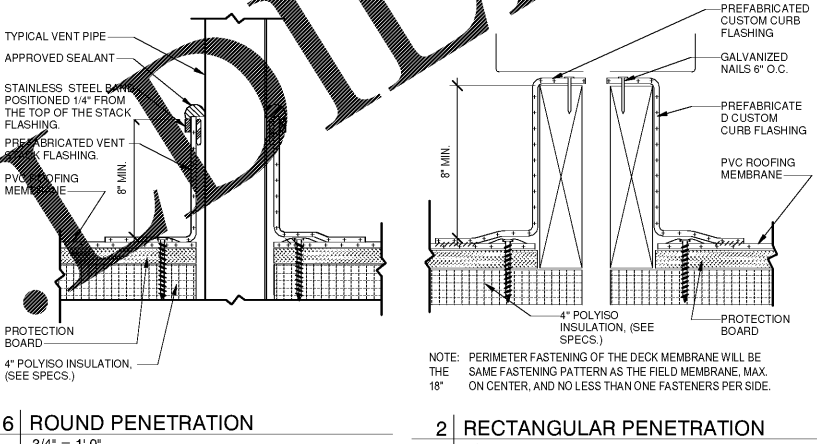 TYPICAL VENT PIPE
APPROVED SEALANT
STAINLESS STEEL BAND
POSITIONED 1/4" FROM
THE TOP OF THE STACK
FLASHING.
PREFABRICATED VENT
STACK FLASHING.
PVC ROOFING
MEMBRANE
8" MIN.
PROTECTION
BOARD
4" POLYISO INSULATION,
(SEE SPECS.)
6 ROUND PENETRATION
3/4" = 1'-0"
PREFABRICATED
CUSTOM CURB
FLASHING
GALVANIZED
NAILS 6" O.C.
PREFABRICATE
D CUSTOM
CURB FLASHING
PVC ROOFING
MEMBRANE
8" MIN.
4" POLYISO
INSULATION, (SEE
SPECS.)
PROTECTION
BOARD
NOTE: PERIMETER FASTENING OF THE DECK MEMBRANE WILL BE
THE SAME FASTENING PATTERN AS THE FIELD MEMBRANE, MAX.
18" ON CENTER, AND NO LESS THAN ONE FASTENERS PER SIDE.
2 RECTANGULAR PENETRATION